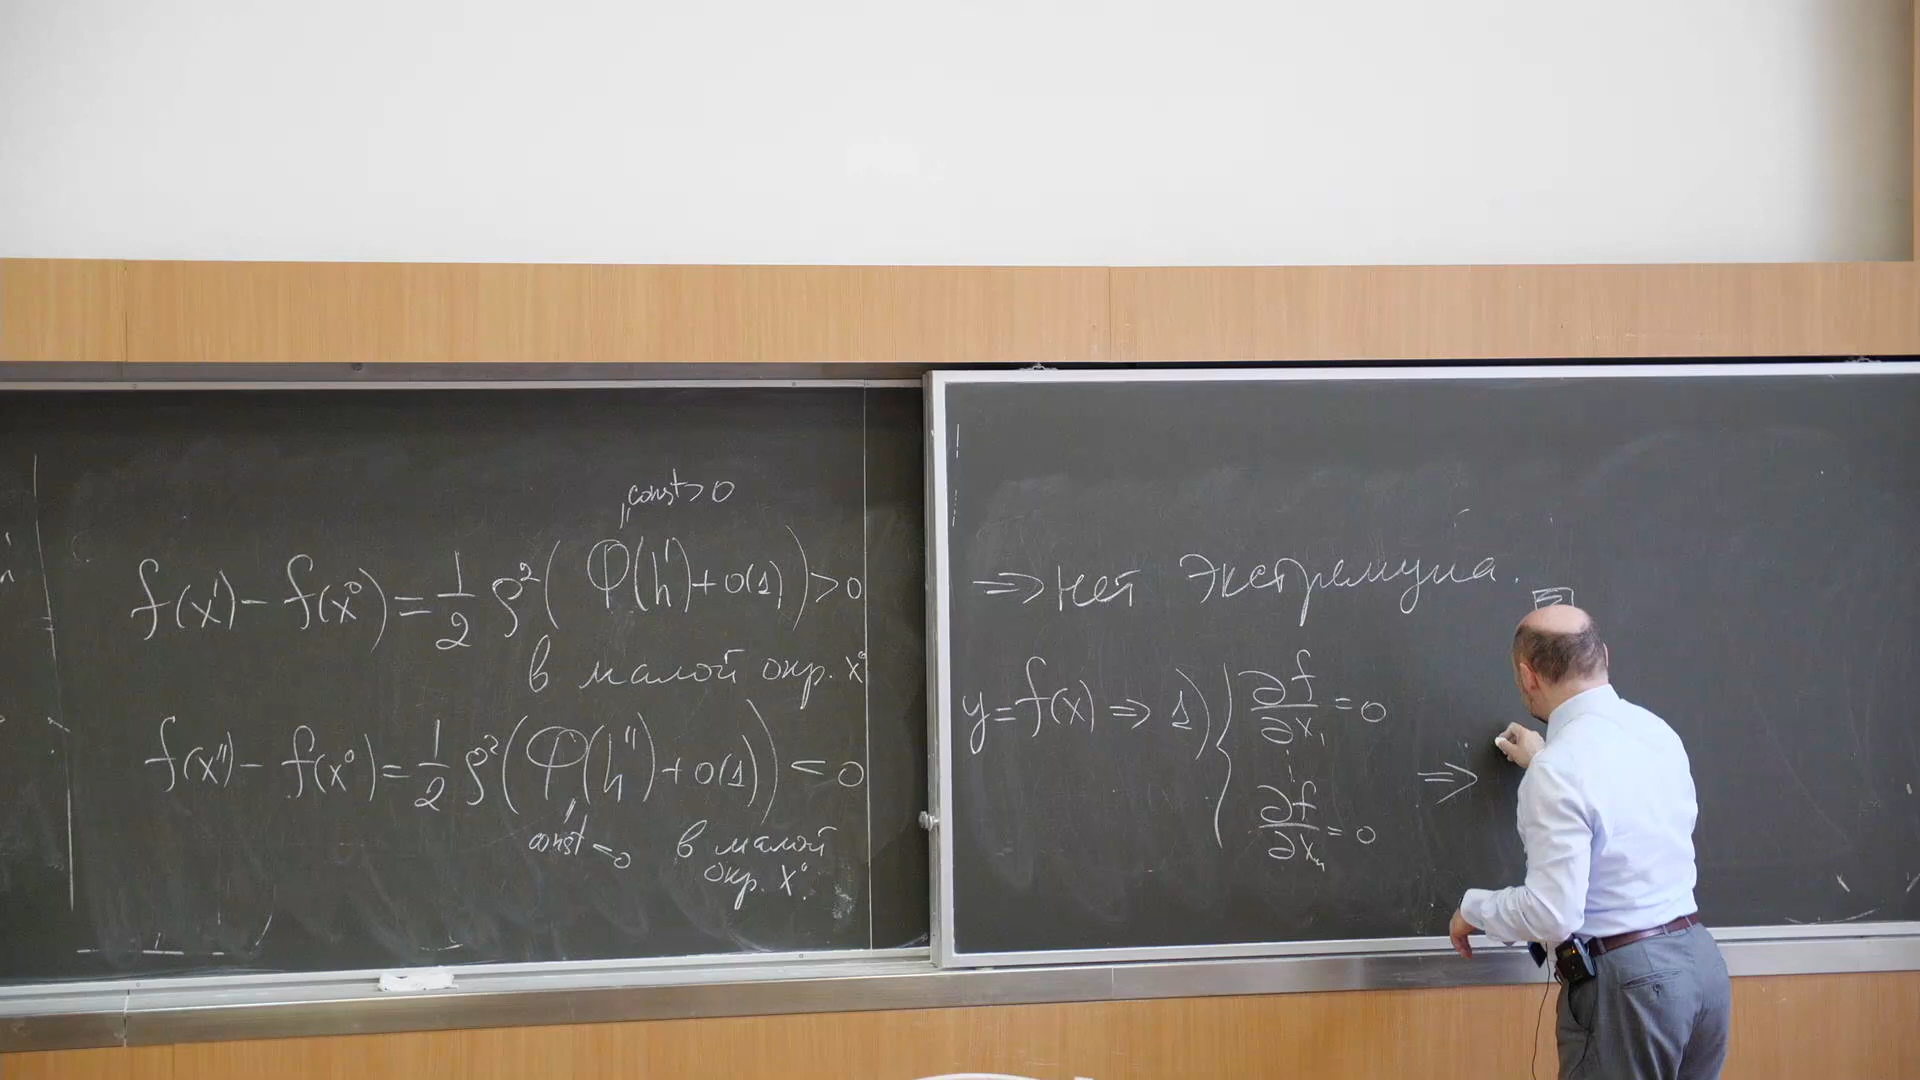 "const > 0
f(x') - f(x⁰) = 1/2 ρ² ( Φ(h') + o(1) ) > 0
в малой окр. x⁰
f(x'') - f(x⁰) = 1/2 ρ² ( Φ(h'') + o(1) ) < 0
" const < 0
в малой
окр. x⁰.
⇒ нет экстремума.
y = f(x) ⇒ 1) { ∂f/∂x₁ = 0
⋮
∂f/∂xₙ = 0
⇒